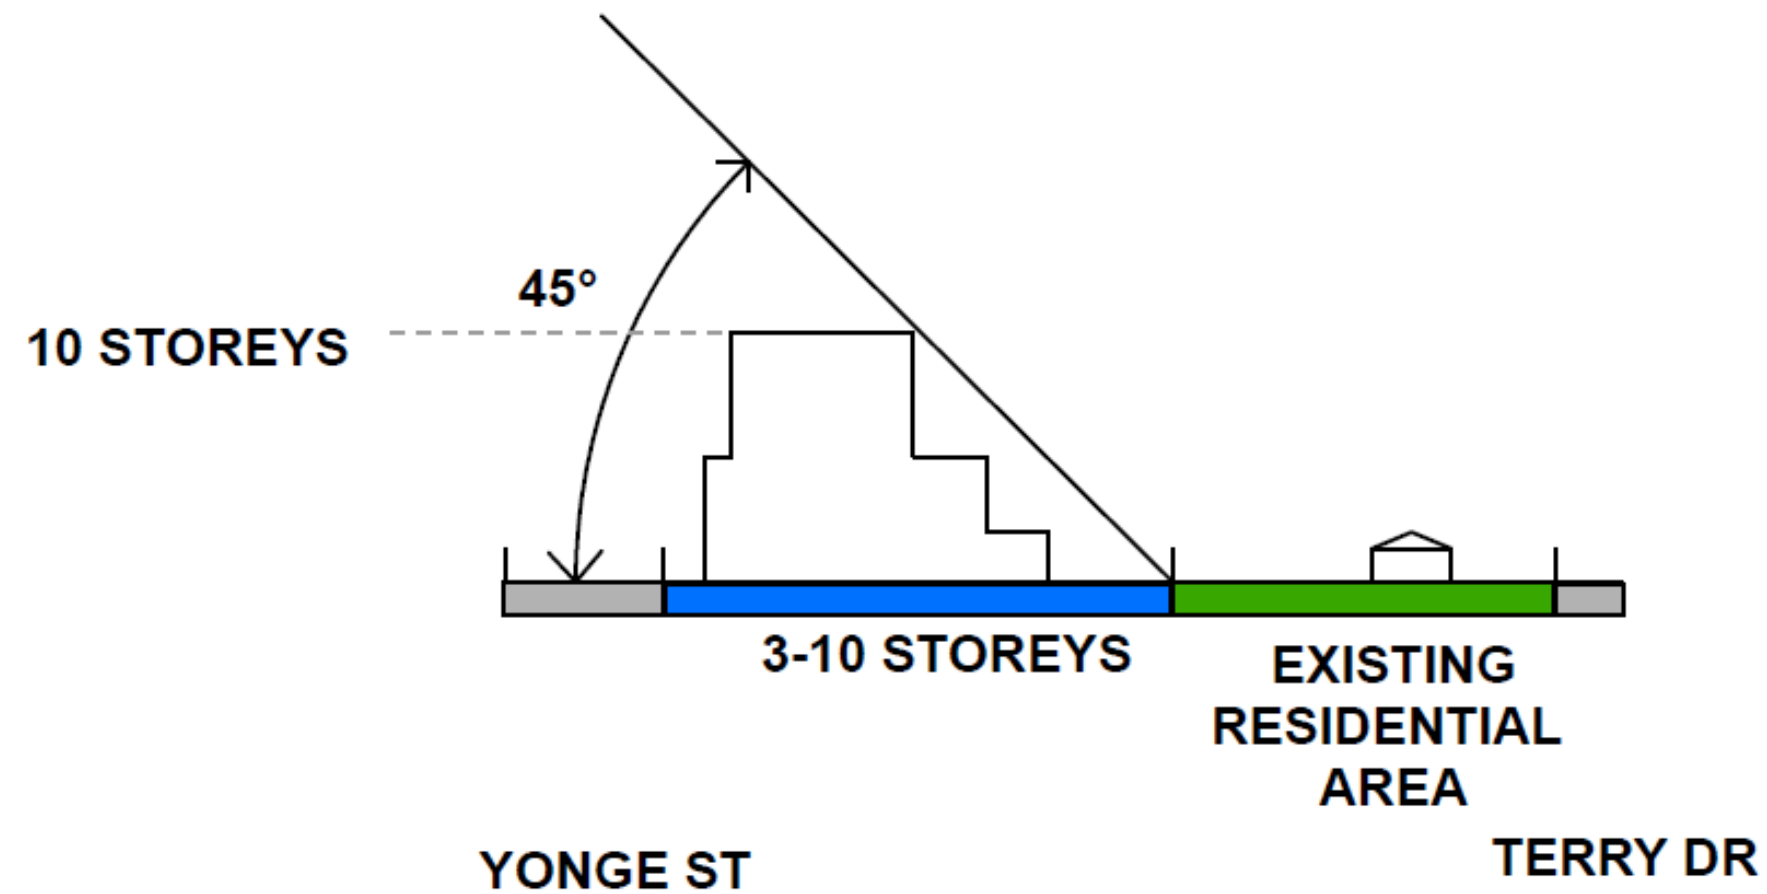 45°
10 STOREYS
3-10 STOREYS
EXISTING
RESIDENTIAL
AREA
YONGE ST
TERRY DR